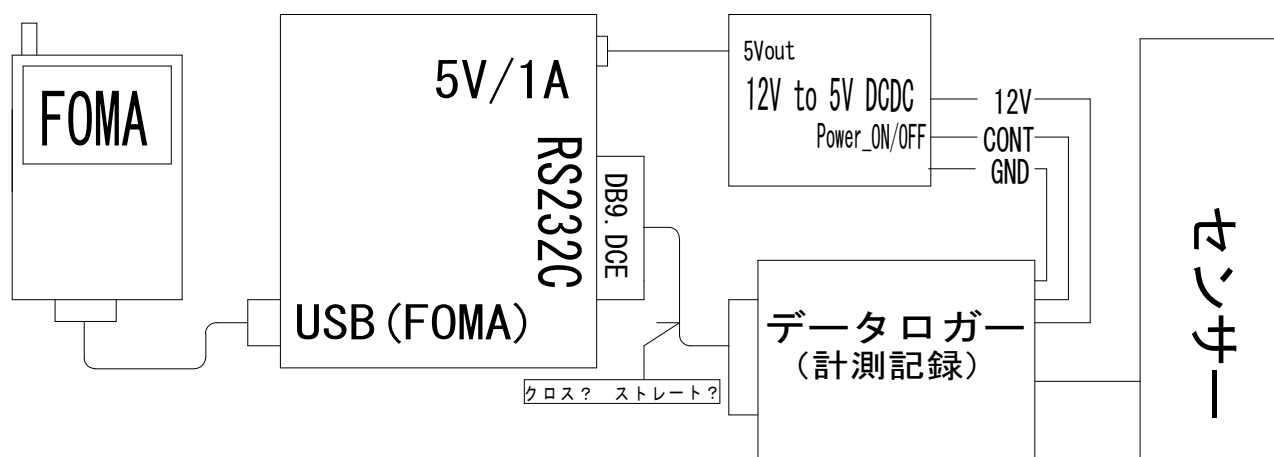 FOMA
5V/1A
RS232C
DB9. DCE
USB(FOMA)
5Vout
12V to 5V DCDC
Power_ON/OFF
12V
CONT
GND
クロス？ ストレート？
データロガー
(計測記録)
センサー